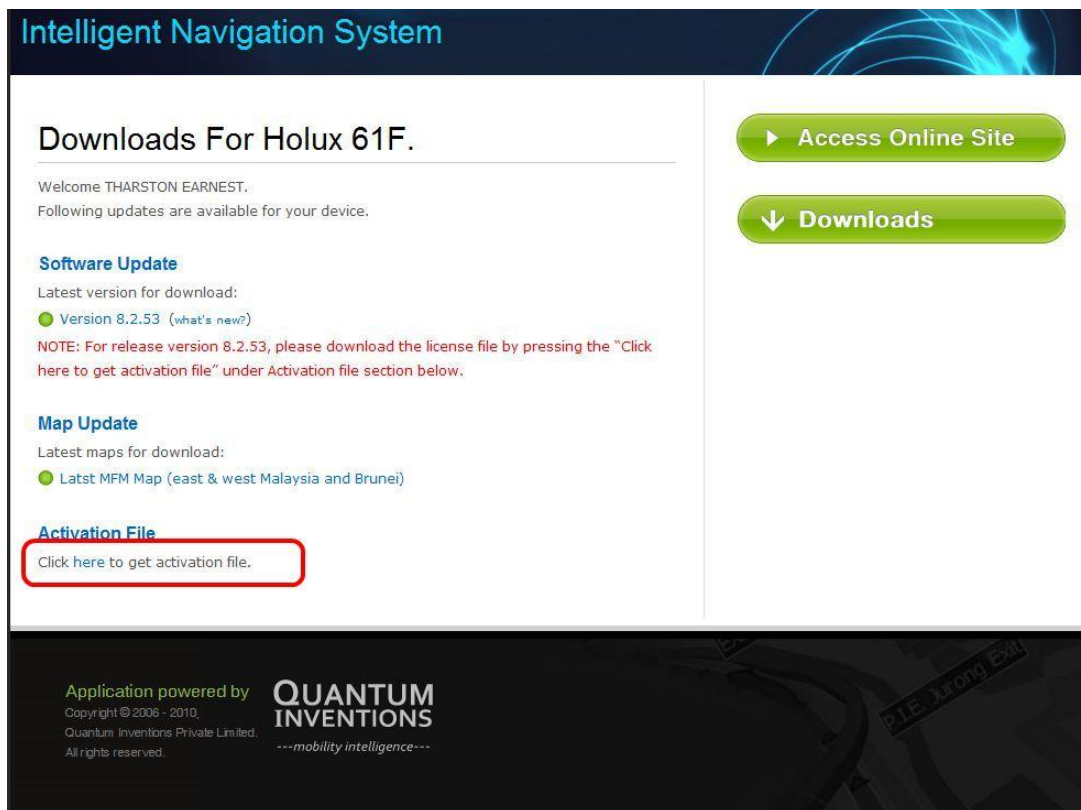 Intelligent Navigation System
Downloads For Holux 61F.
Welcome THARSTON EARNEST.
Following updates are available for your device.
Software Update
Latest version for download:
Version 8.2.53 (what's new?)
NOTE: For release version 8.2.53, please download the license file by pressing the "Click
here to get activation file" under Activation file section below.
Map Update
Latest maps for download:
Latst MFM Map (east & west Malaysia and Brunei)
Activation File
Click here to get activation file.
Access Online Site
Downloads
Application powered by
Copyright © 2006 - 2010,
Quantum Inventions Private Limited.
All rights reserved.
QUANTUM
INVENTIONS
---mobility intelligence---
P.I.E. Jurong Exit